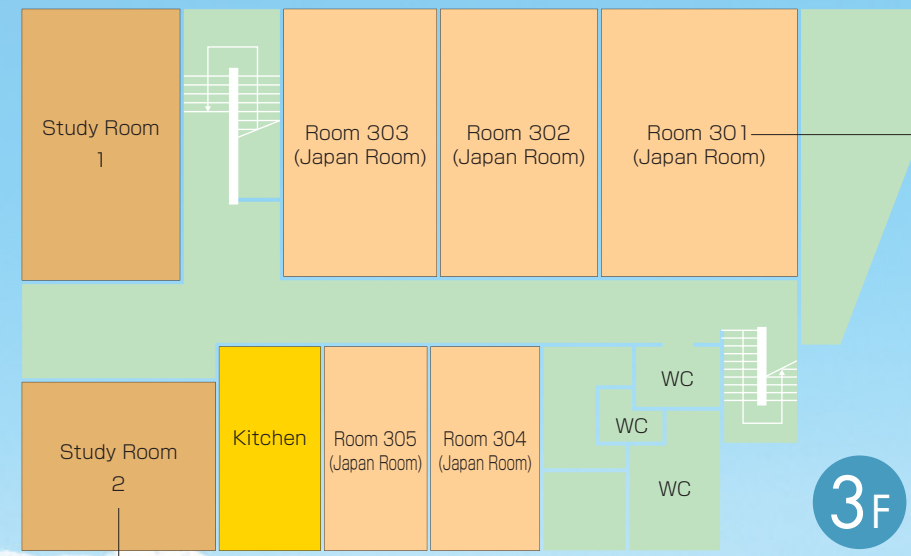 Study Room
1
Room 303
(Japan Room)
Room 302
(Japan Room)
Room 301
(Japan Room)
WC
WC
WC
Kitchen
Room 305
(Japan Room)
Room 304
(Japan Room)
Study Room
2
3F